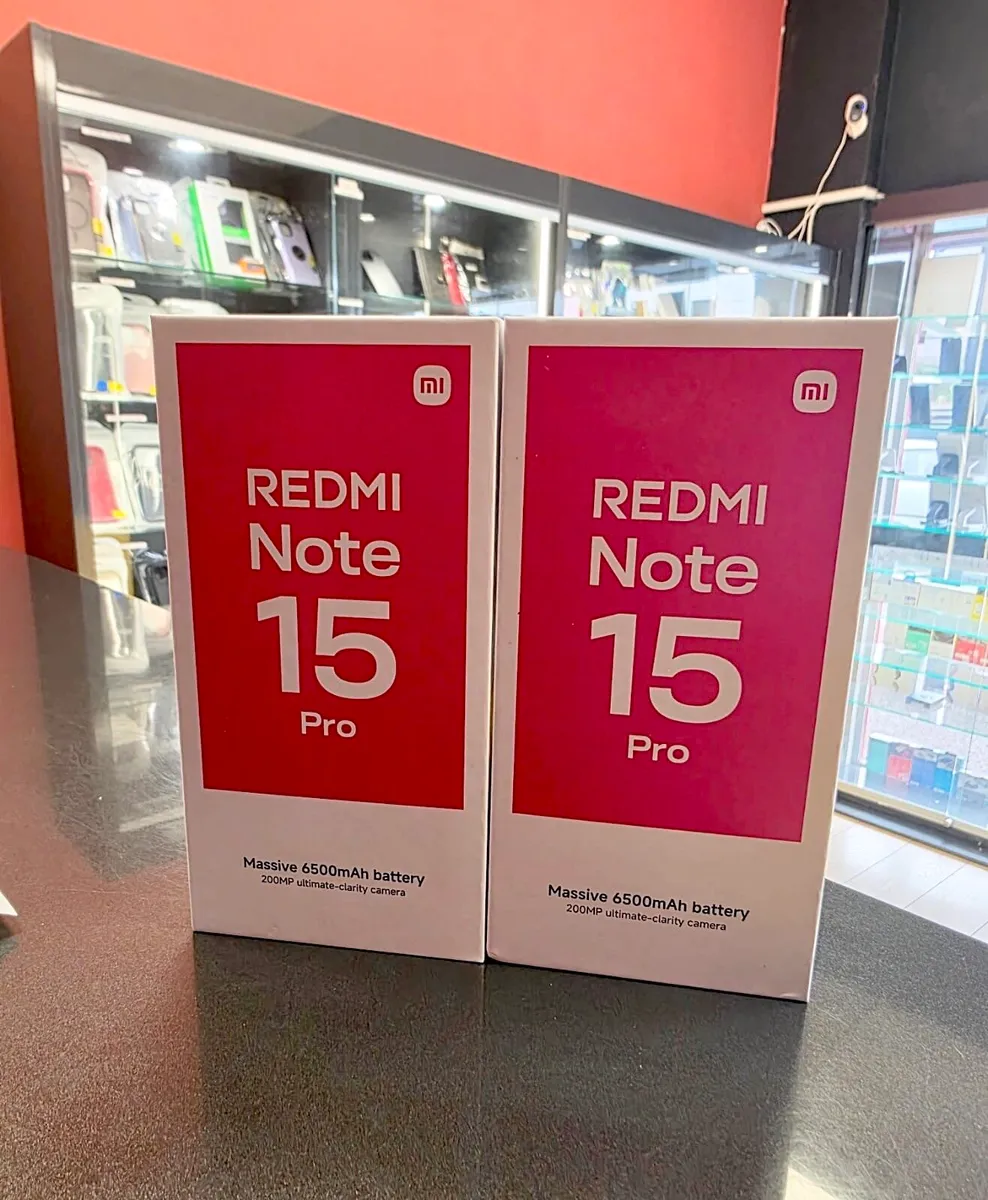 mi
REDMI
Note
15
Pro
Massive 6500mAh battery
200MP ultimate-clarity camera
mi
REDMI
Note
15
Pro
Massive 6500mAh battery
200MP ultimate-clarity camera